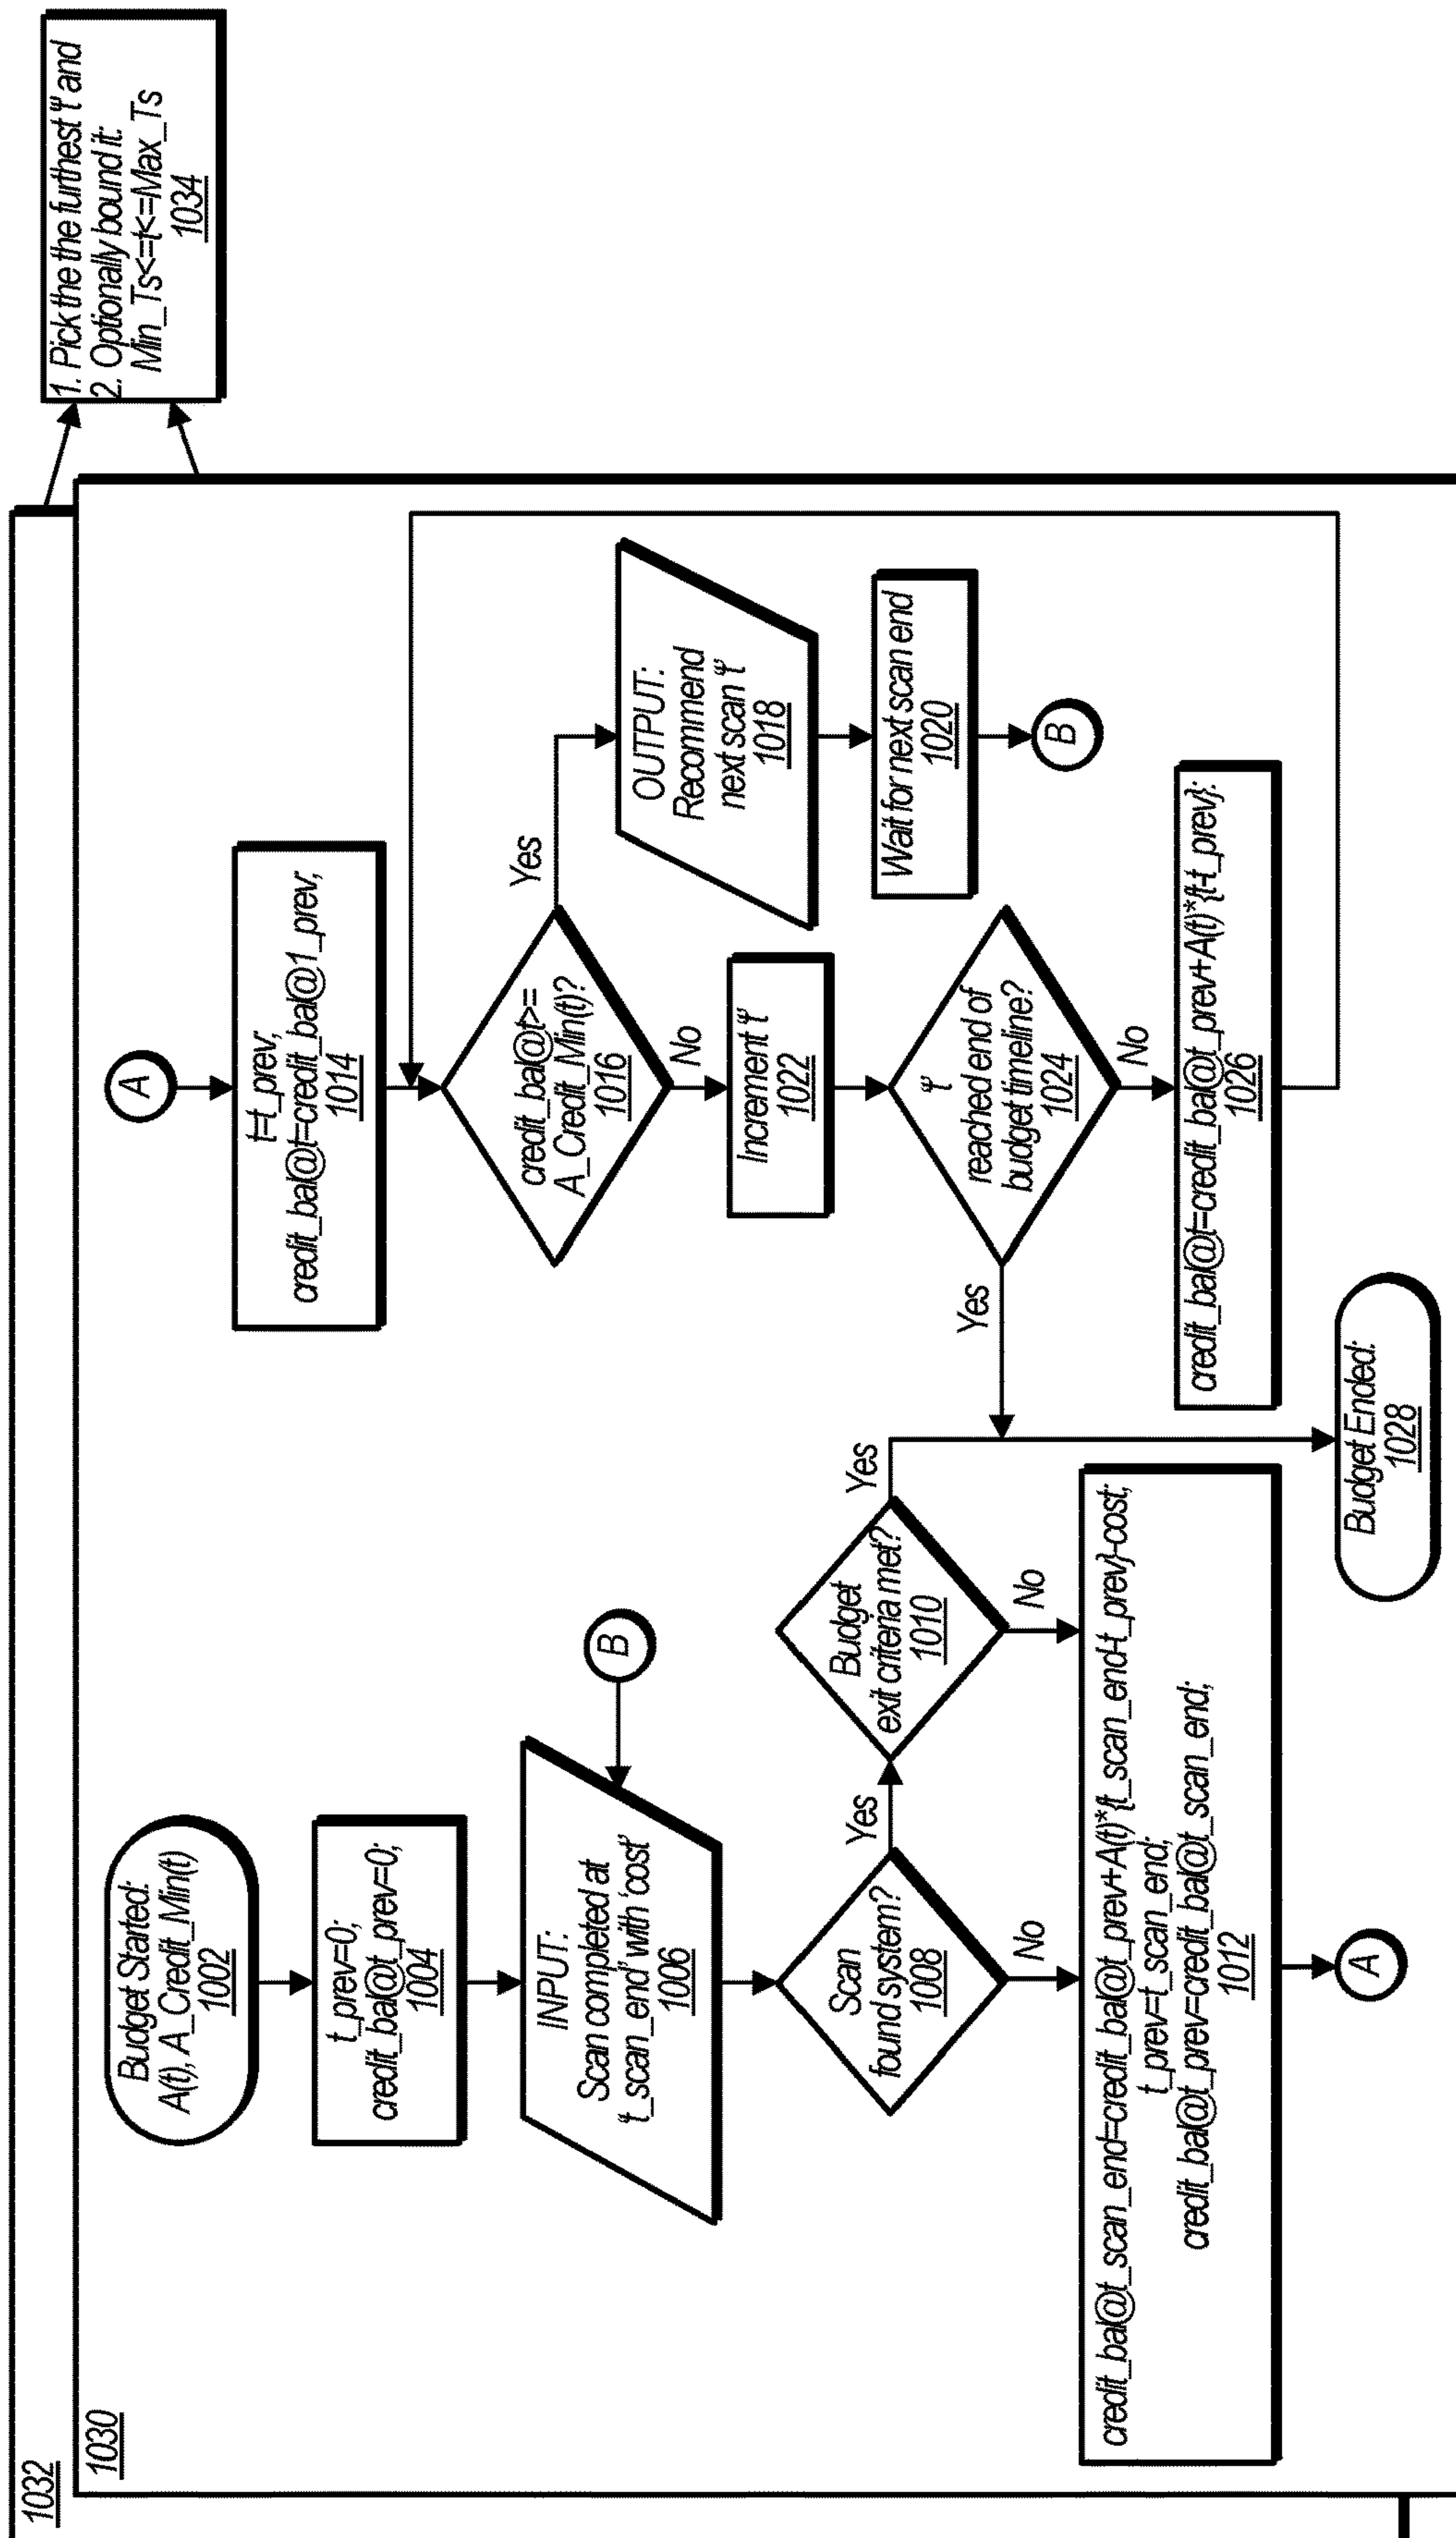 1032
1030
Budget Started:
A(t), A_Credit_Min(t)
1002
t_prev=0;
credit_bal@t_prev=0;
1004
INPUT:
Scan completed at
't_scan_end' with 'cost'
1006
B
Scan
found system?
1008
Yes
No
Budget
exit criteria met?
1010
Yes
No
credit_bal@t_scan_end=credit_bal@t_prev+A(t)*{t_scan_end-t_prev}-cost;
t_prev=t_scan_end;
credit_bal@t_prev=credit_bal@t_scan_end;
1012
A
Budget Ended:
1028
A
t=t_prev;
credit_bal@t=credit_bal@1_prev;
1014
credit_bal@t>=
A_Credit_Min(t)?
1016
Yes
No
OUTPUT:
Recommend
next scan 't'
1018
Wait for next scan end
1020
B
Increment 't'
1022
't'
reached end of
budget timeline?
1024
Yes
No
credit_bal@t=credit_bal@t_prev+A(t)*{t-t_prev}:
1026
1. Pick the the furthest 't' and
2. Optionally bound it:
Min_Ts<=t<=Max_Ts
1034